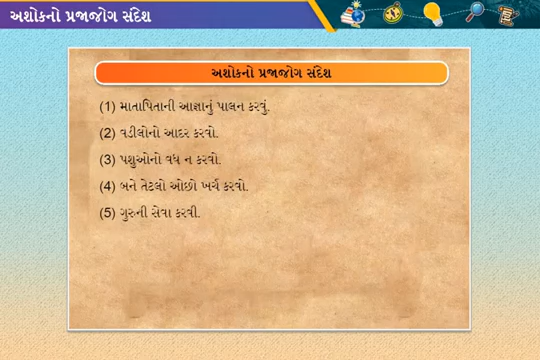 અશોકનો પ્રજાજોગ સંદેશ
અશોકનો પ્રજાજોગ સંદેશ
(1) માતાપિતાની આજ્ઞાનું પાલન કરવું.
(2) વડીલોનો આદર કરવો.
(3) પશુઓનો વધ ન કરવો.
(4) બને તેટલો ઓછો ખર્ચ કરવો.
(5) ગુરુની સેવા કરવી.